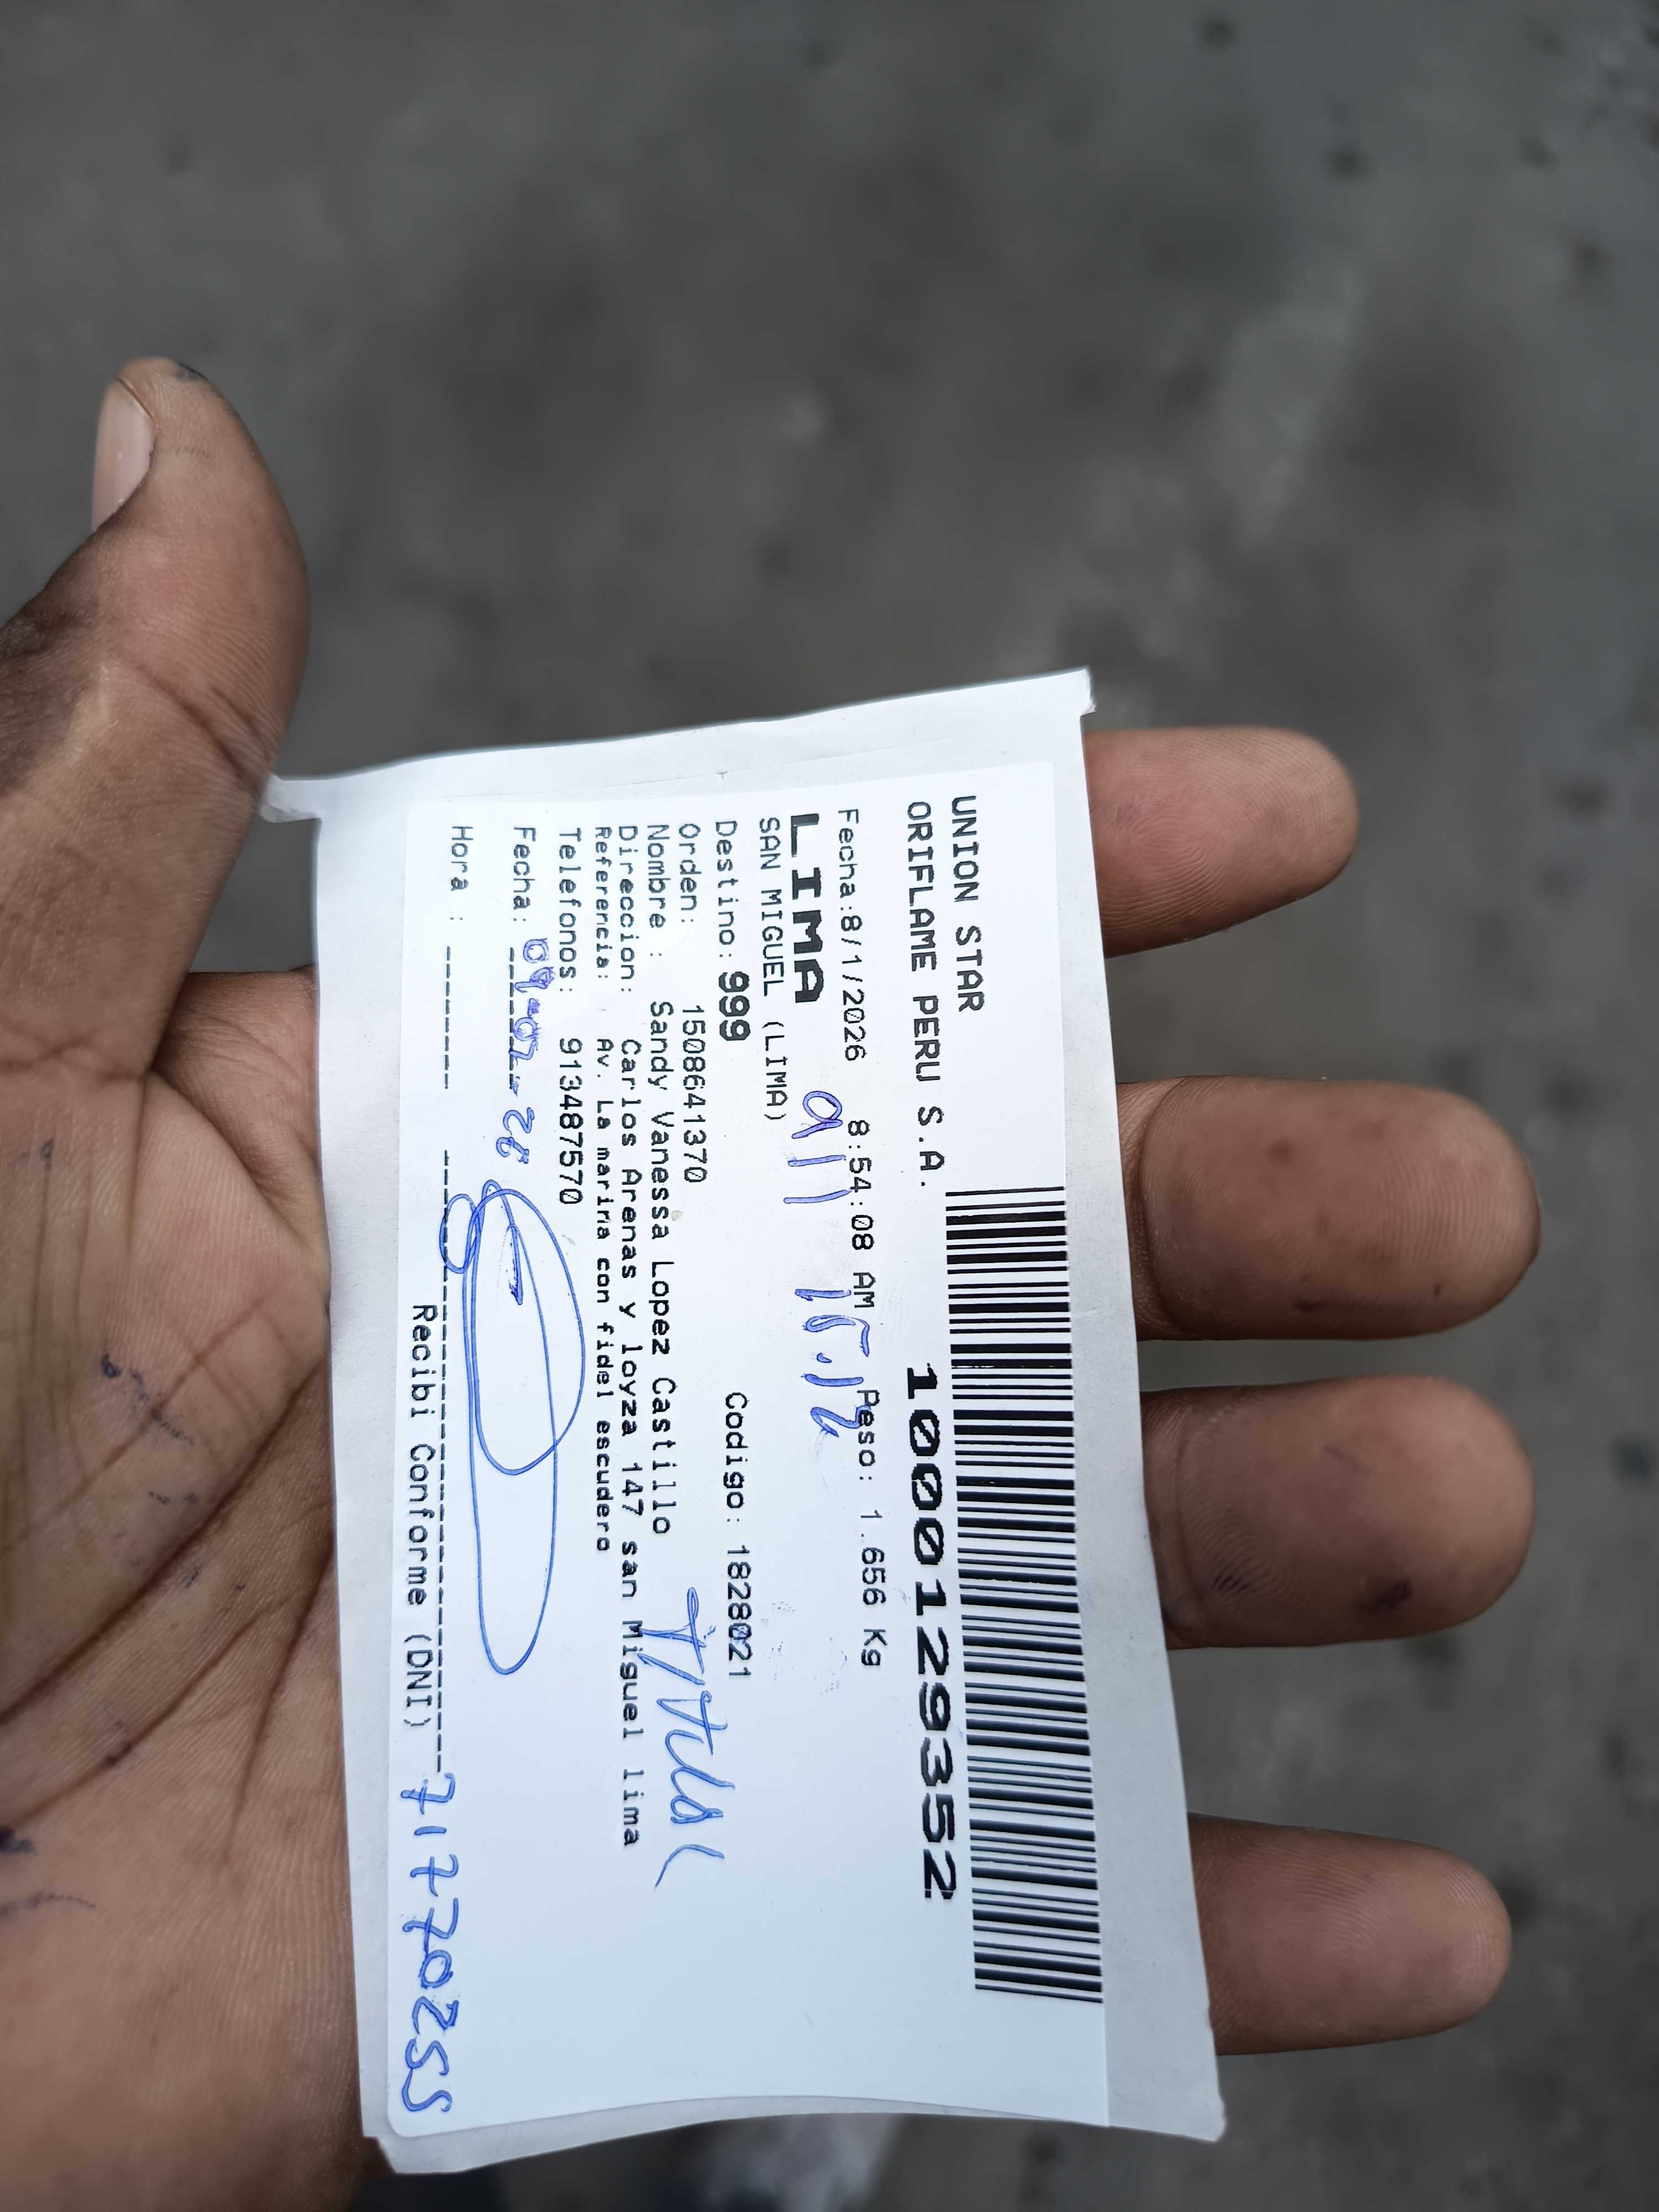 UNION STAR
ORIFLAME PERU S.A.
1000129352
Fecha:8/1/2026 8:54:08 AM Peso: 1.656 Kg
LIMA
SAN MIGUEL (LIMA)
Destino: 999 Codigo: 1828021
Orden: 1508641370
Nombre : Sandy Vanessa Lopez Castillo
Direccion: Carlos Arenas y loyza 147 san Miguel lima
Referencia: Av. La marina con fidel escudero
Telefonos: 913487570
Fecha:
Hora :
Recibi Conforme (DNI) 71770255